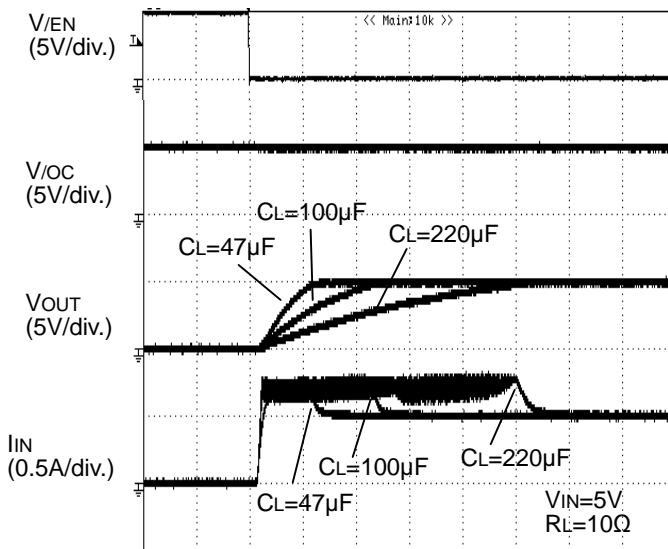 V/EN
(5V/div.)
<< Main:10k >>
V/OC
(5V/div.)
CL=100µF
CL=47µF
CL=220µF
VOUT
(5V/div.)
IIN
(0.5A/div.)
CL=100µF
CL=220µF
CL=47µF
VIN=5V
RL=10Ω